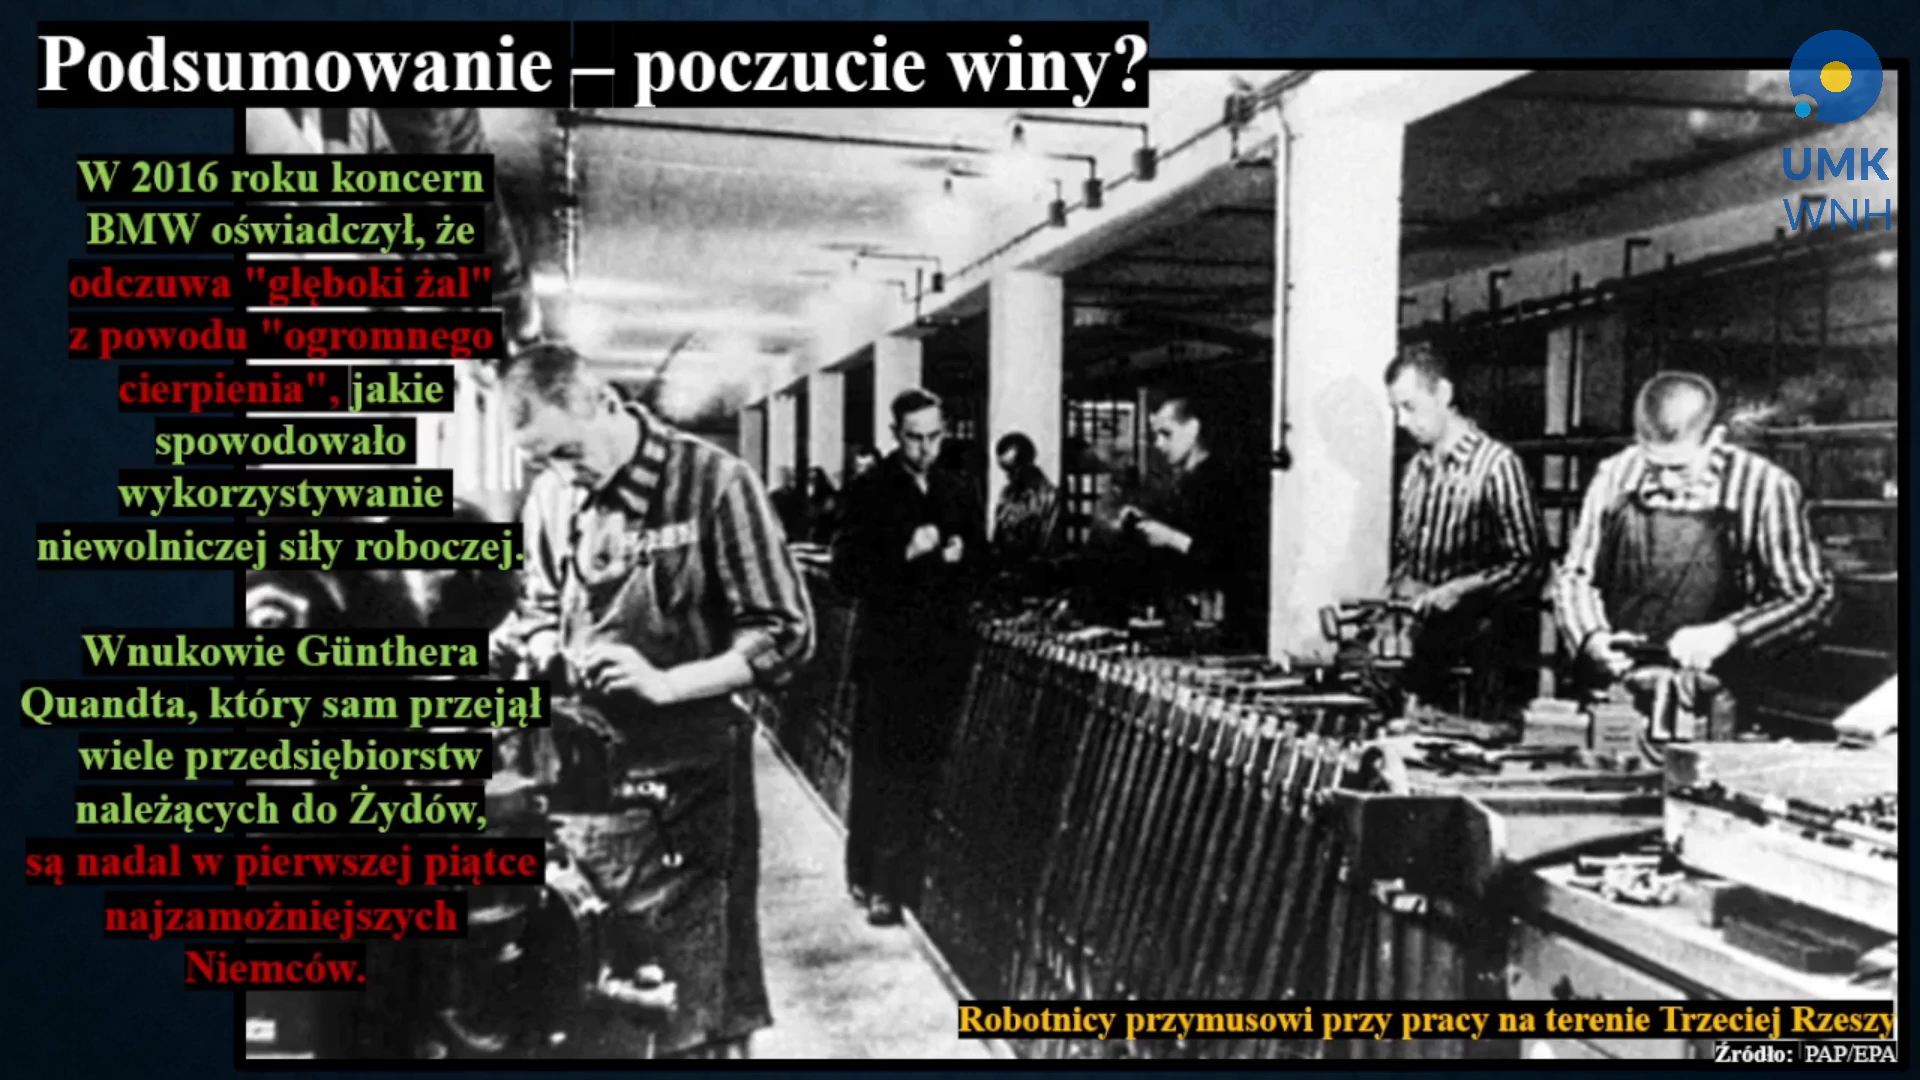 Podsumowanie – poczucie winy?
UMK
WNH
W 2016 roku koncern
BMW oświadczył, że
odczuwa "głęboki żal"
z powodu "ogromnego
cierpienia", jakie
spowodowało
wykorzystywanie
niewolniczej siły roboczej.
Wnukowie Günthera
Quandta, który sam przejął
wiele przedsiębiorstw
należących do Żydów,
są nadal w pierwszej piątce
najzamożniejszych
Niemców.
Robotnicy przymusowi przy pracy na terenie Trzeciej Rzeszy
Źródło: PAP/EPA